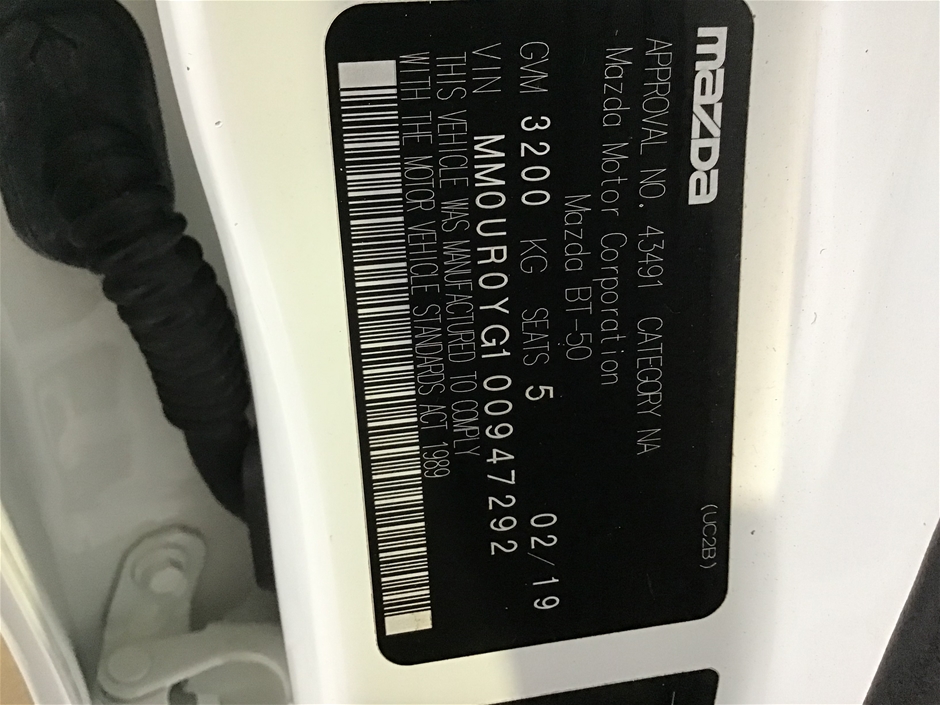 mazda
APPROVAL NO. 43491 CATEGORY NA (UC2B)
Mazda Motor Corporation
Mazda BT-50
GVM 3200 KG SEATS 5 02/19
VIN MM0UR0YG100947292
THIS VEHICLE WAS MANUFACTURED TO COMPLY
WITH THE MOTOR VEHICLE STANDARDS ACT 1989